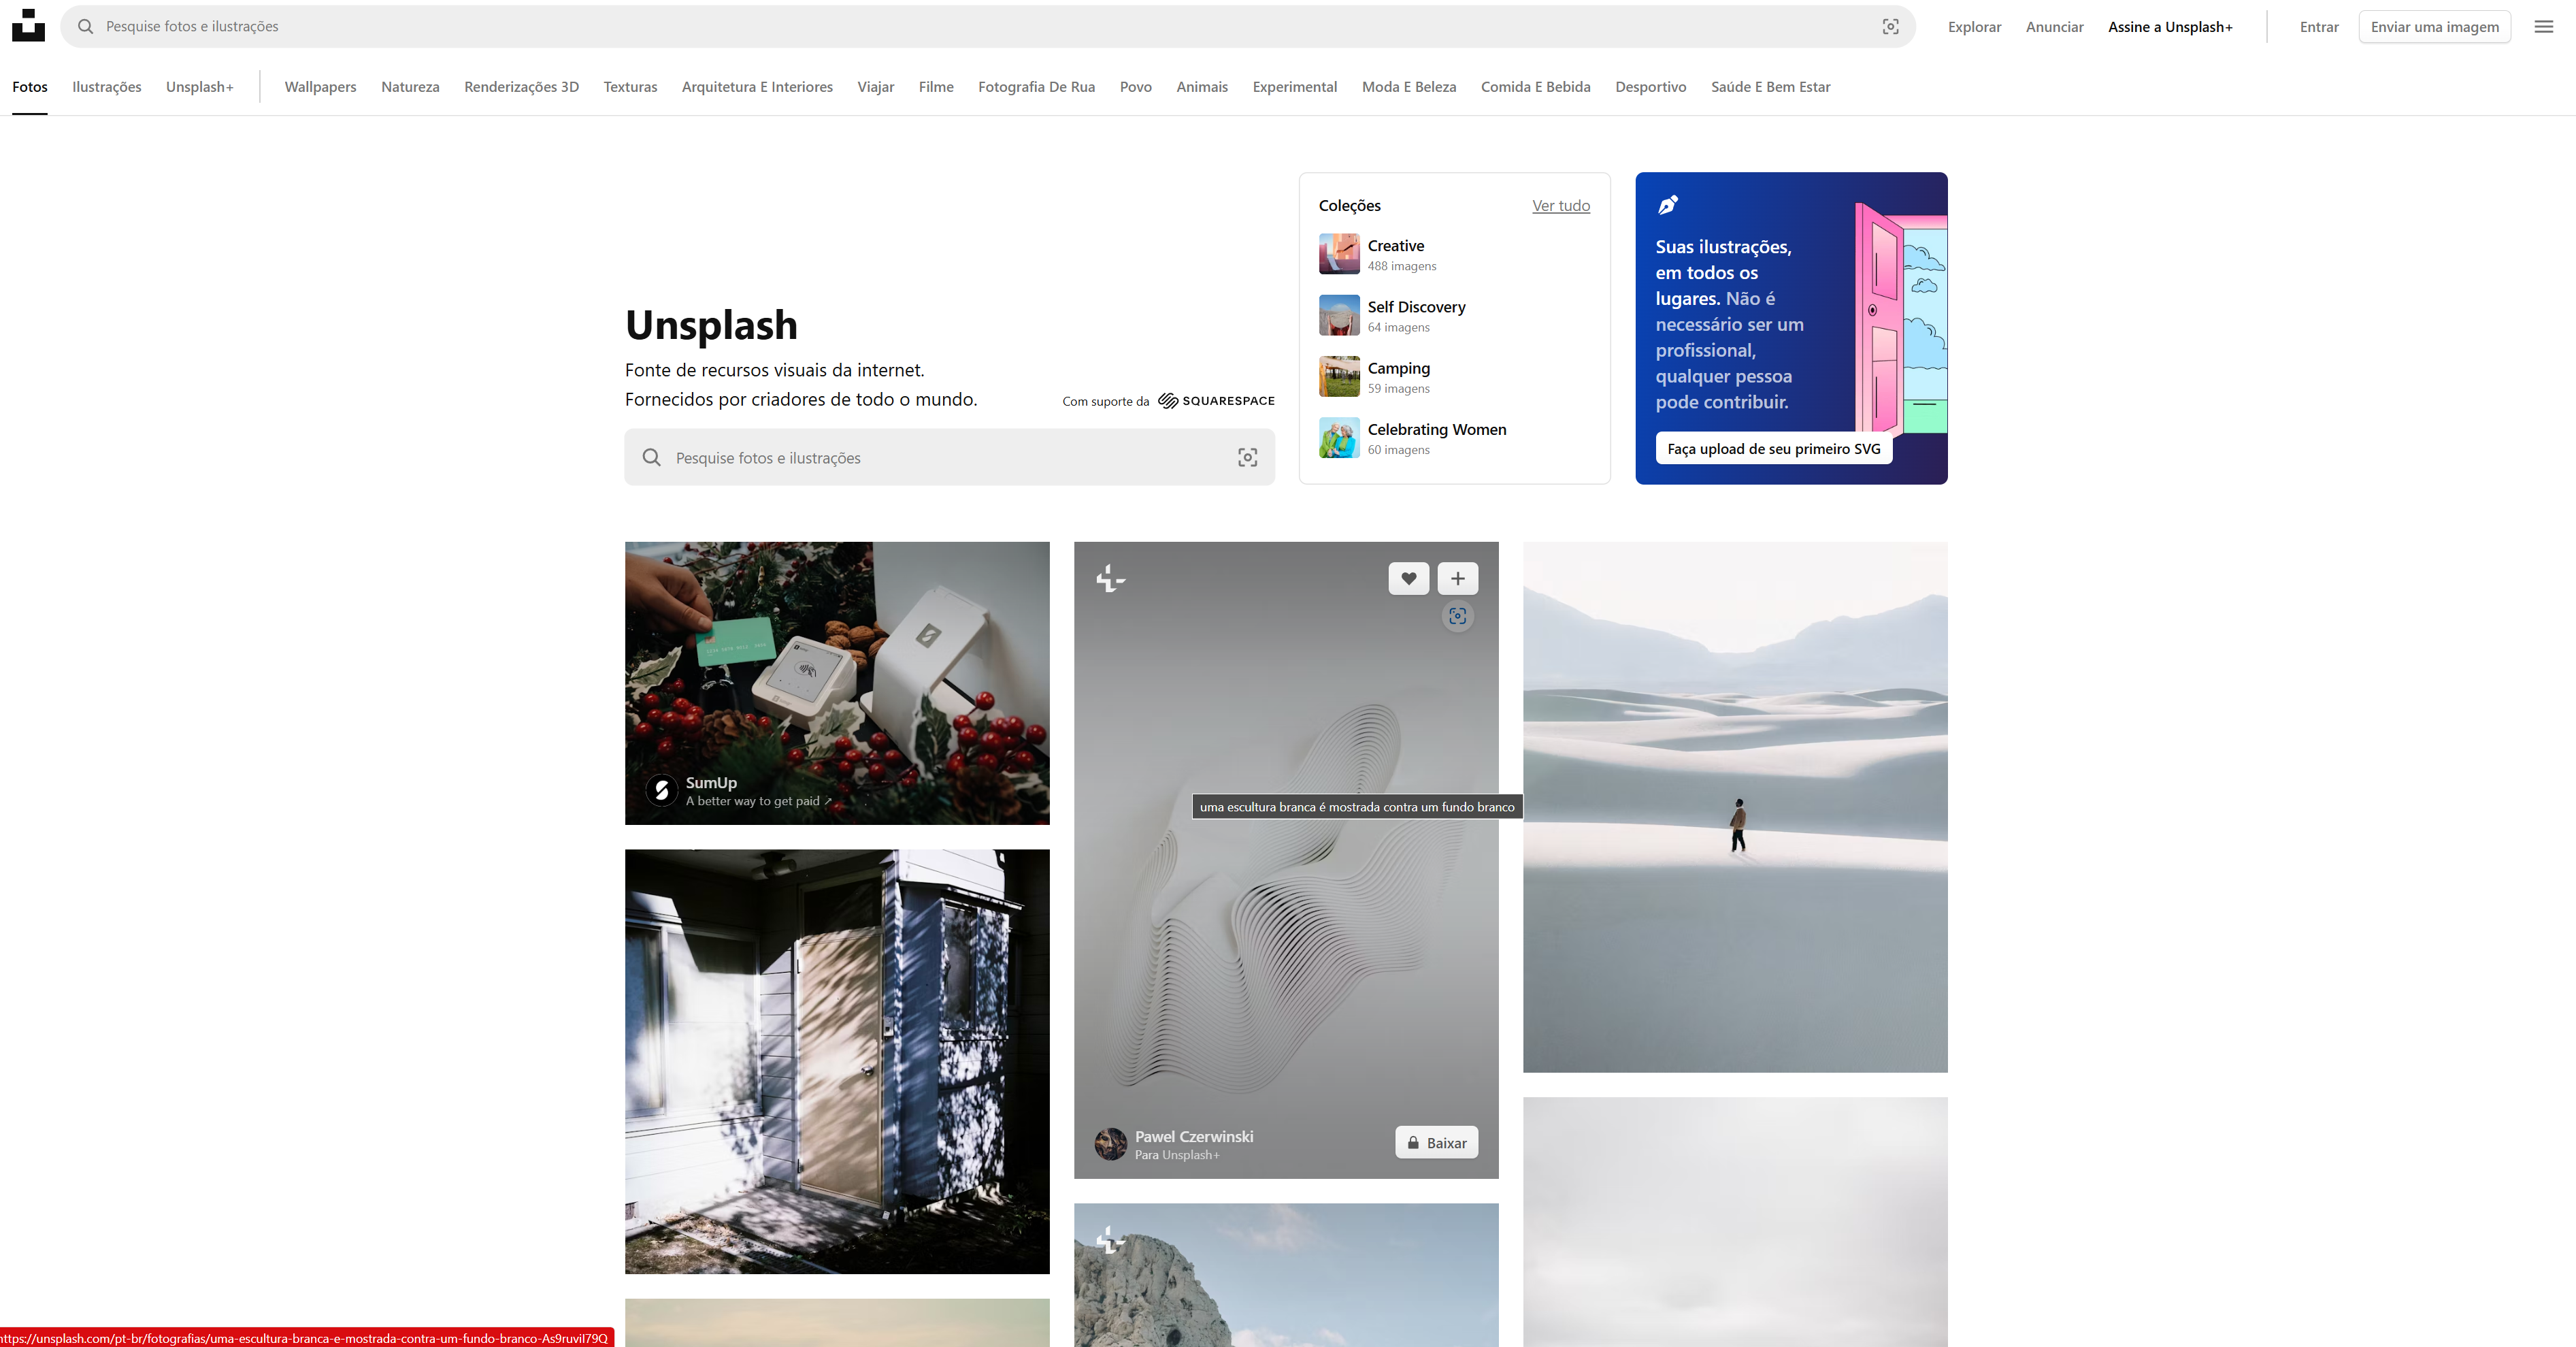 Pesquise fotos e ilustrações
Explorar
Anunciar
Assine a Unsplash+
Entrar
Enviar uma imagem
Fotos
Ilustrações
Unsplash+
Wallpapers
Natureza
Renderizações 3D
Texturas
Arquitetura E Interiores
Viajar
Filme
Fotografia De Rua
Povo
Animais
Experimental
Moda E Beleza
Comida E Bebida
Desportivo
Saúde E Bem Estar
Unsplash
Fonte de recursos visuais da internet.
Fornecidos por criadores de todo o mundo.
Com suporte da SQUARESPACE
Pesquise fotos e ilustrações
Coleções
Ver tudo
Creative
488 imagens
Self Discovery
64 imagens
Camping
59 imagens
Celebrating Women
60 imagens
Suas ilustrações,
em todos os
lugares. Não é
necessário ser um
profissional,
qualquer pessoa
pode contribuir.
Faça upload de seu primeiro SVG
SumUp
A better way to get paid ↗
uma escultura branca é mostrada contra um fundo branco
Pawel Czerwinski
Para Unsplash+
Baixar
ttps://unsplash.com/pt-br/fotografias/uma-escultura-branca-e-mostrada-contra-um-fundo-branco-As9ruviI79Q